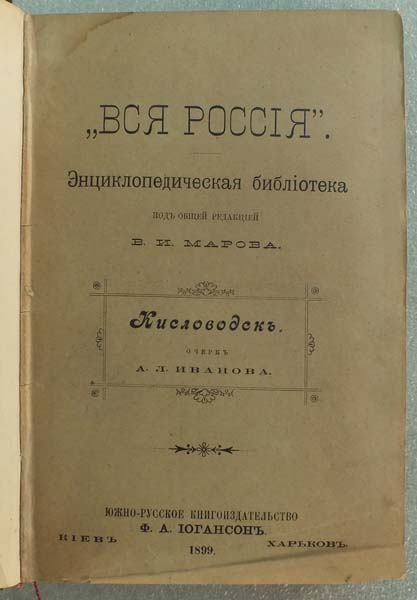 „ВСЯ РОССІЯ”.
Энциклопедическая библіотека
ПОДЪ ОБЩЕЙ РЕДАКЦІЕЙ
В. И. МАРОВА.
Кисловодскъ.
ОЧЕРКЪ
А. Л. ИВАНОВА.
ЮЖНО-РУССКОЕ КНИГОИЗДАТЕЛЬСТВО
Ф. А. ІОГАНСОНЪ.
КІЕВЪ ХАРЬКОВЪ.
1899.